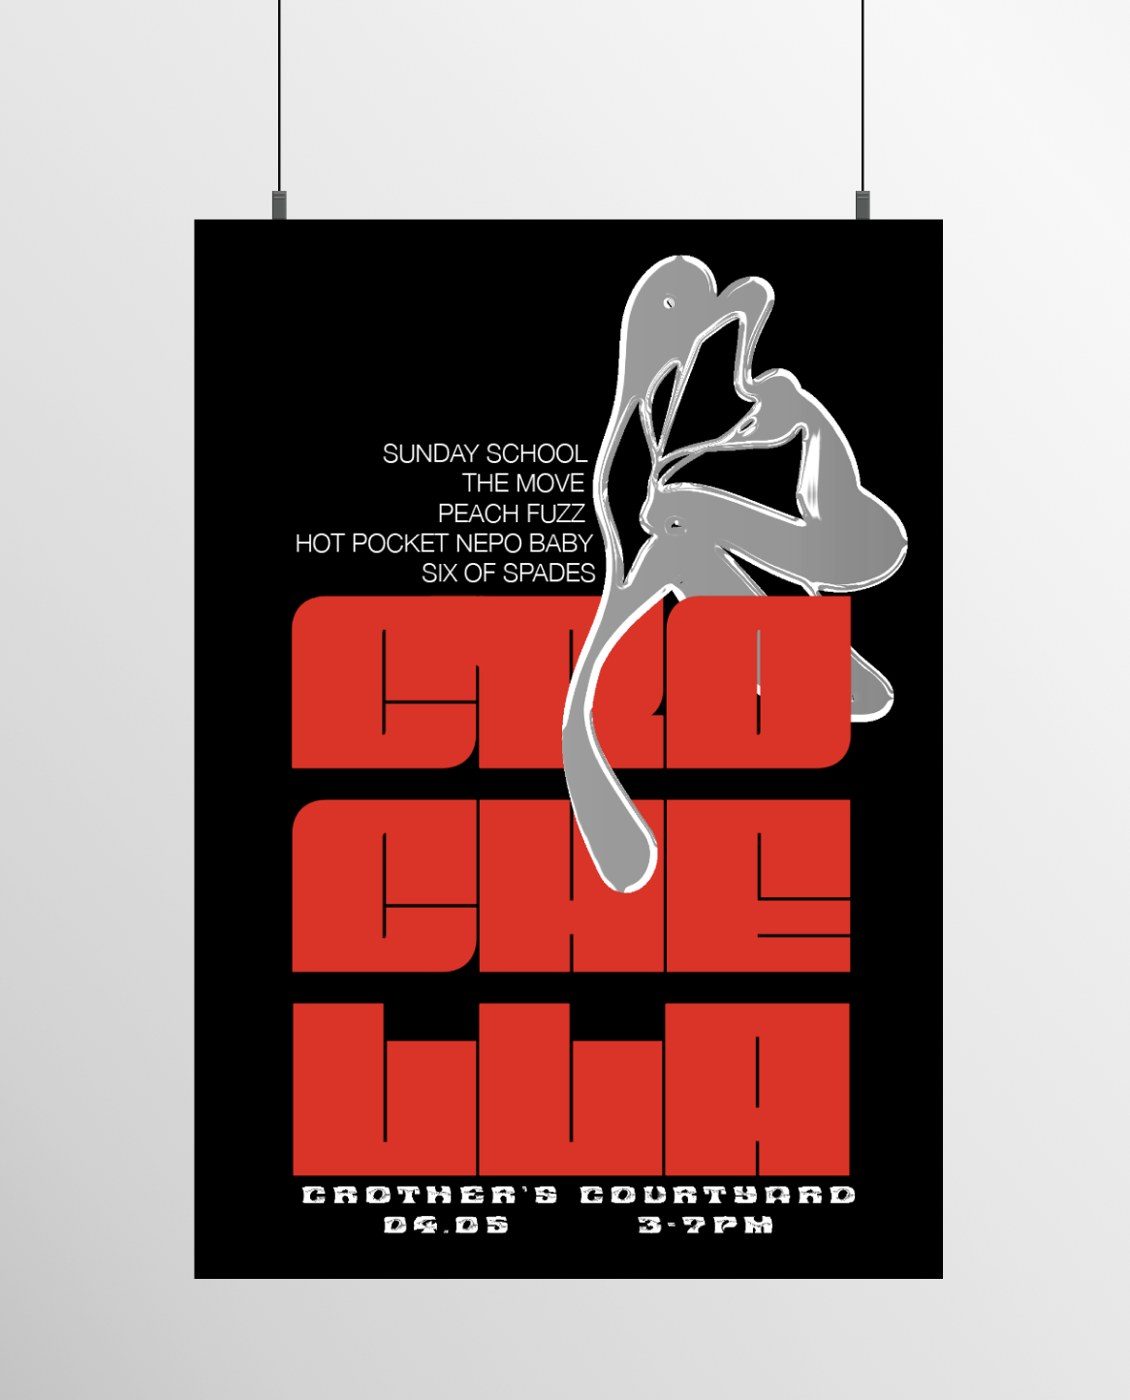 SUNDAY SCHOOL
THE MOVE
PEACH FUZZ
HOT POCKET NEPO BABY
SIX OF SPADES
CRO
CHE
LLA
CROTHER'S COURTYARD
04.05 3-7PM